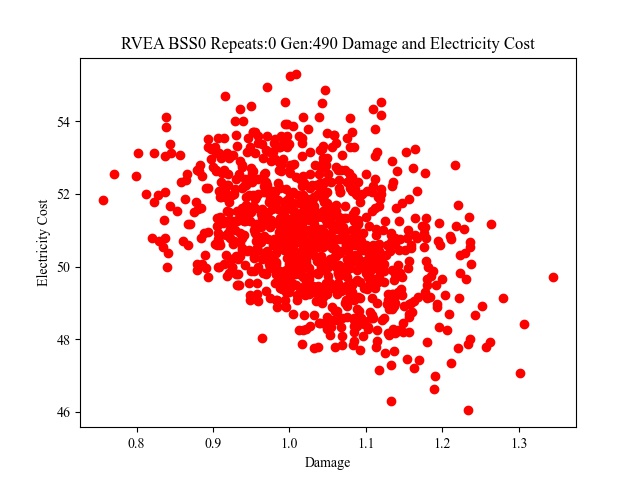 RVEA BSS0 Repeats:0 Gen:490 Damage and Electricity Cost
54
52
50
48
46
Electricity Cost
0.8 0.9 1.0 1.1 1.2 1.3
Damage